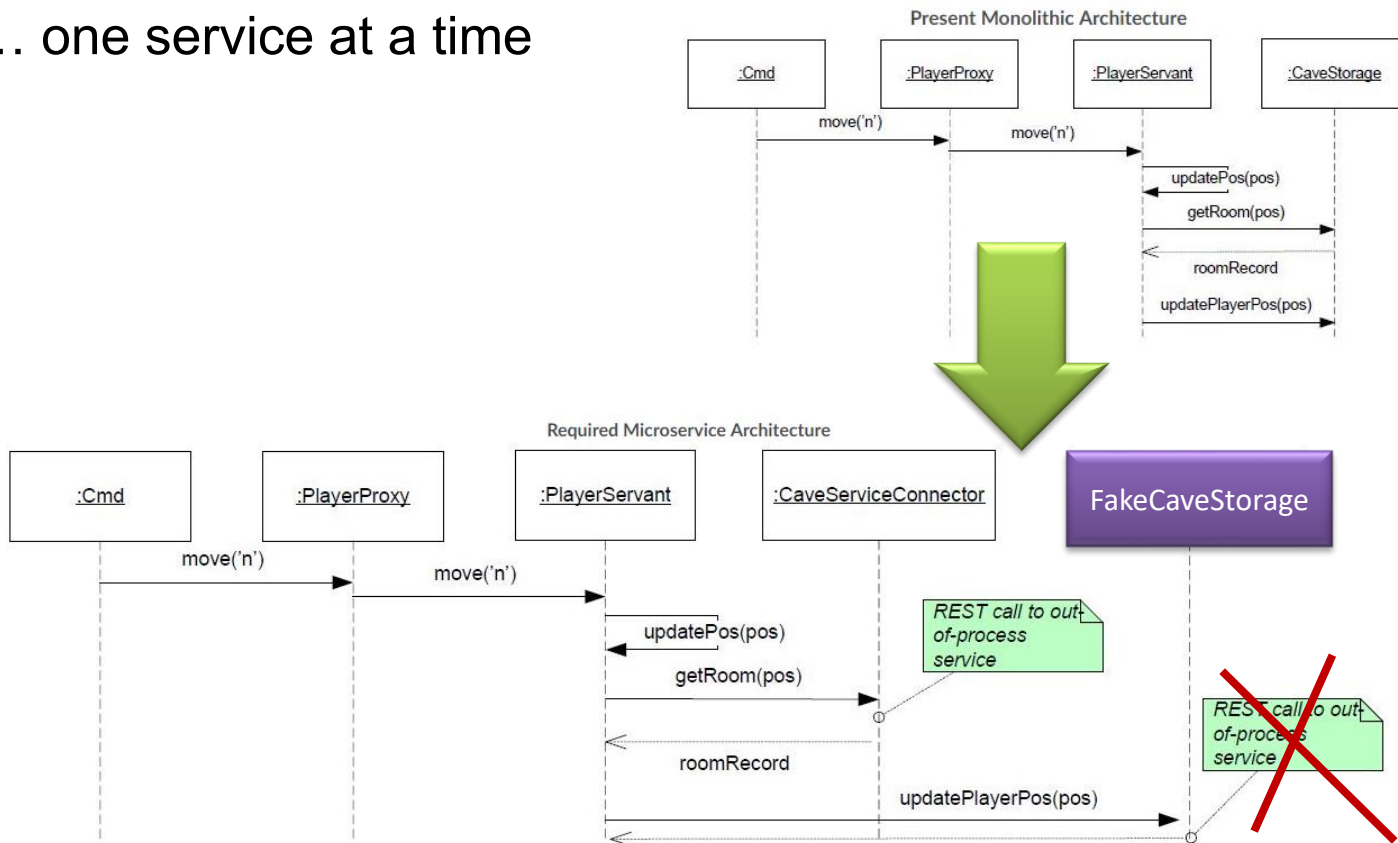 .. one service at a time
Present Monolithic Architecture
:Cmd
:PlayerProxy
:PlayerServant
:CaveStorage
move('n')
move('n')
updatePos(pos)
getRoom(pos)
roomRecord
updatePlayerPos(pos)
Required Microservice Architecture
:Cmd
:PlayerProxy
:PlayerServant
:CaveServiceConnector
FakeCaveStorage
move('n')
move('n')
updatePos(pos)
REST call to out-
of-process
service
getRoom(pos)
REST call to out-
of-process
service
roomRecord
updatePlayerPos(pos)